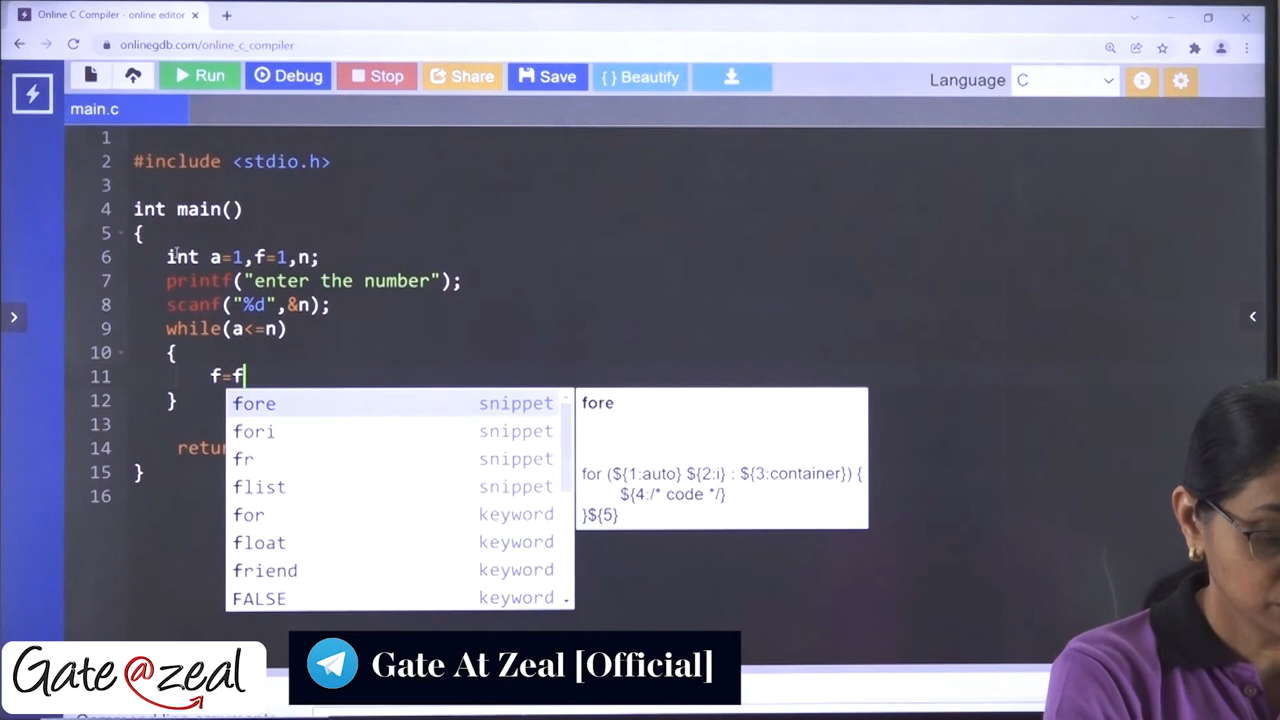 Online C Compiler - online editor
onlinegdb.com/online_c_compiler
Run Debug Stop Share Save { } Beautify Language C
main.c
1
2 #include <stdio.h>
3
4 int main()
5 {
6 int a=1,f=1,n;
7 printf("enter the number");
8 scanf("%d",&n);
9 while(a<=n)
10 {
11 f=f
12 }
13
14 retu
15 }
16
fore snippet
fori snippet
fr snippet
flist snippet
for keyword
float keyword
friend keyword
FALSE keyword
fore
for (${1:auto} ${2:i} : ${3:container}) {
${4:/* code */}
}${5}
Gate@zeal
Gate At Zeal [Official]